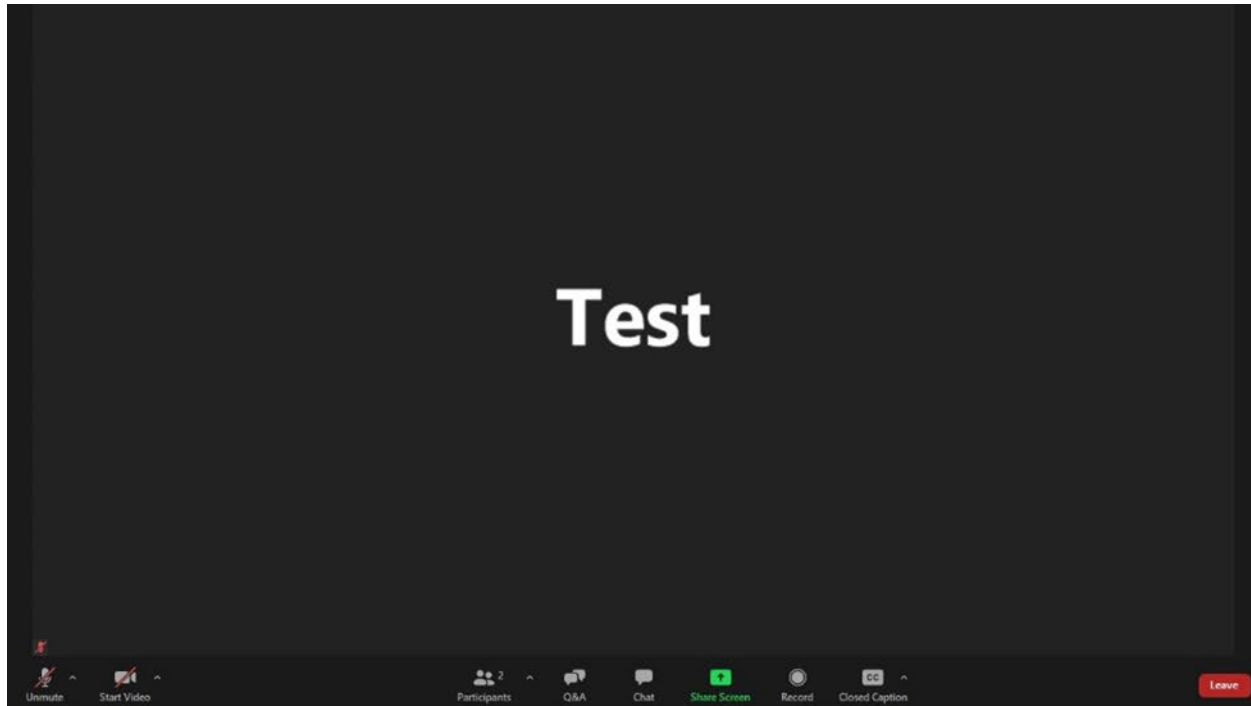 Test
Unmute
Start Video
2
Participants
Q&A
Chat
Share Screen
Record
CC
Closed Caption
Leave